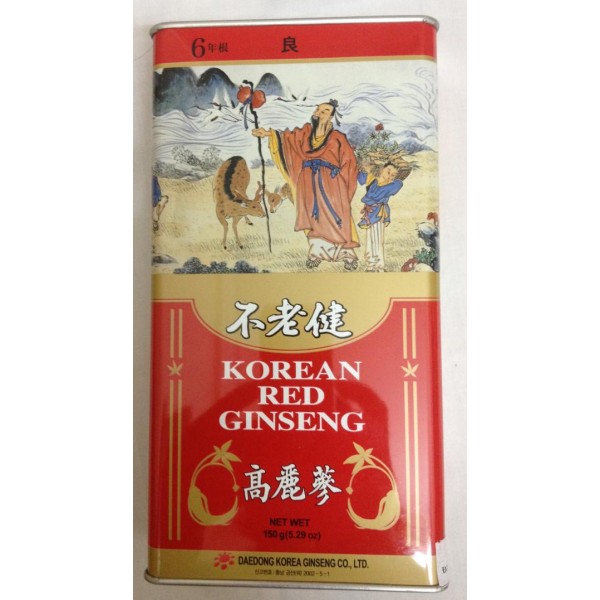 6年根 良
不老健
KOREAN
RED
GINSENG
高麗蔘
NET WET
150g(5.29oz)
DAEDONG KOREA GINSENG CO., LTD.